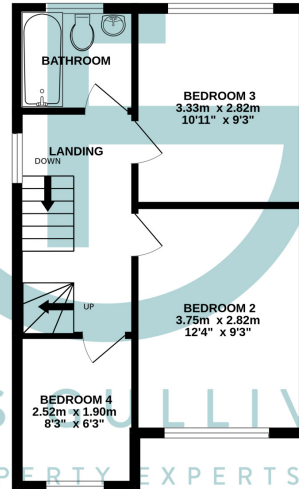 BATHROOM
BEDROOM 3
3.33m x 2.82m
10'11" x 9'3"
LANDING
DOWN
UP
BEDROOM 2
3.75m x 2.82m
12'4" x 9'3"
BEDROOM 4
2.52m x 1.90m
8'3" x 6'3"
S SULLIV
PERTY EXPERTS